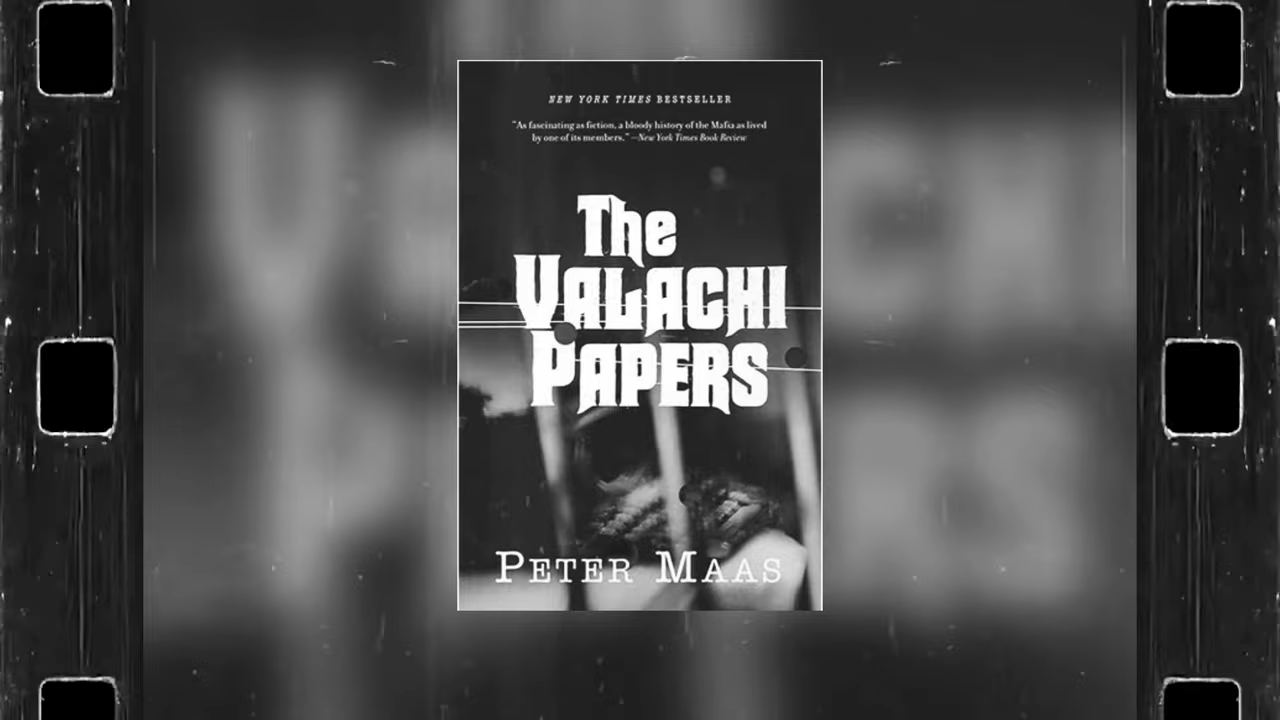 NEW YORK TIMES BESTSELLER
"As fascinating as fiction, a bloody history of the Mafia as lived
by one of its members." —New York Times Book Review
The
VALACHI
PAPERS
PETER MAAS